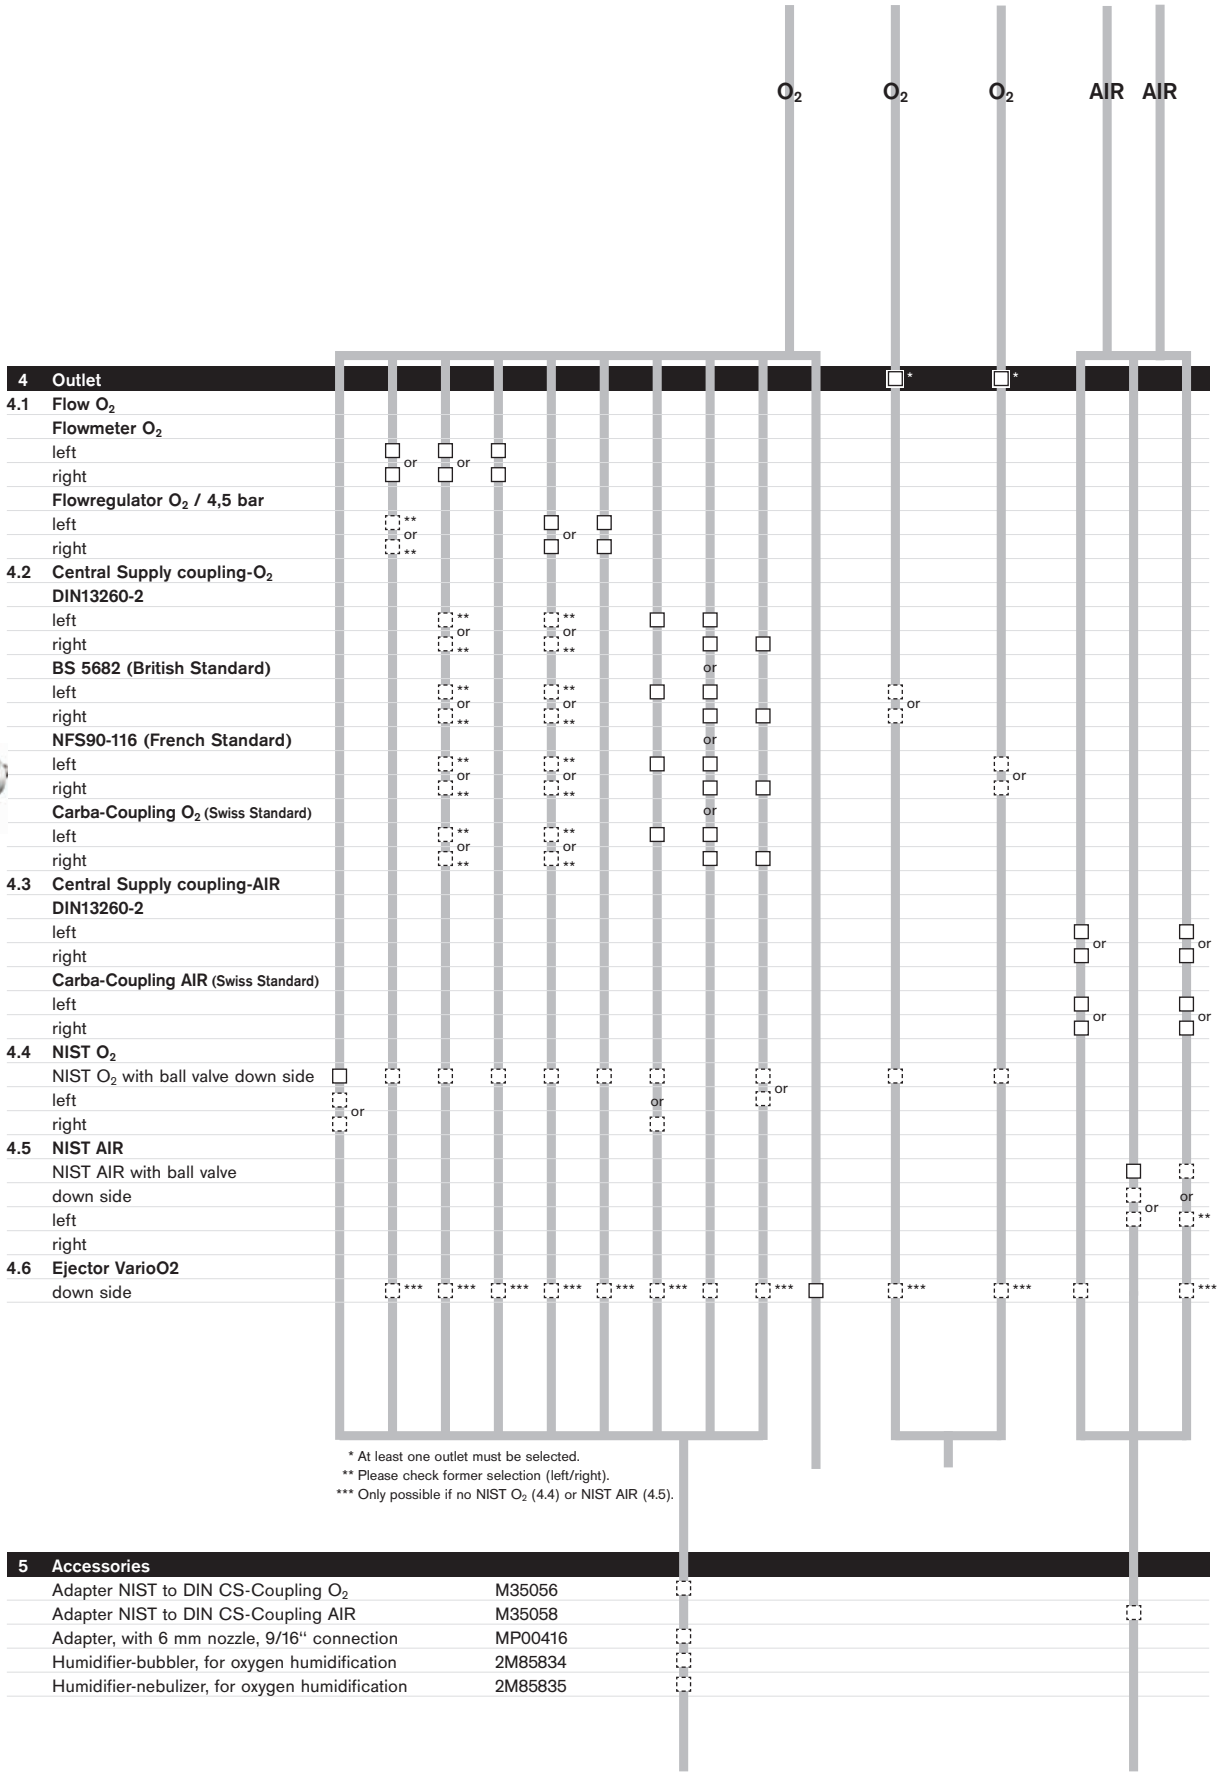 O2 O2 O2 AIR AIR
4 Outlet * *
4.1 Flow O2
Flowmeter O2
left
or or
right
Flowregulator O2 / 4,5 bar
left **
or or
right **
4.2 Central Supply coupling-O2
DIN13260-2
left ** **
or or
right ** **
BS 5682 (British Standard) or
left ** **
or or or
right ** **
NFS90-116 (French Standard) or
left ** **
or or or
right ** **
Carba-Coupling O2 (Swiss Standard) or
left ** **
or or
right ** **
4.3 Central Supply coupling-AIR
DIN13260-2
left
or or
right
Carba-Coupling AIR (Swiss Standard)
left
or or
right
4.4 NIST O2
NIST O2 with ball valve down side
or
left or
or
right
4.5 NIST AIR
NIST AIR with ball valve
down side or
or
left **
right
4.6 Ejector VarioO2
down side *** *** *** *** *** *** *** *** *** ***
* At least one outlet must be selected.
** Please check former selection (left/right).
*** Only possible if no NIST O2 (4.4) or NIST AIR (4.5).
5 Accessories
Adapter NIST to DIN CS-Coupling O2 M35056
Adapter NIST to DIN CS-Coupling AIR M35058
Adapter, with 6 mm nozzle, 9/16“ connection MP00416
Humidifier-bubbler, for oxygen humidification 2M85834
Humidifier-nebulizer, for oxygen humidification 2M85835